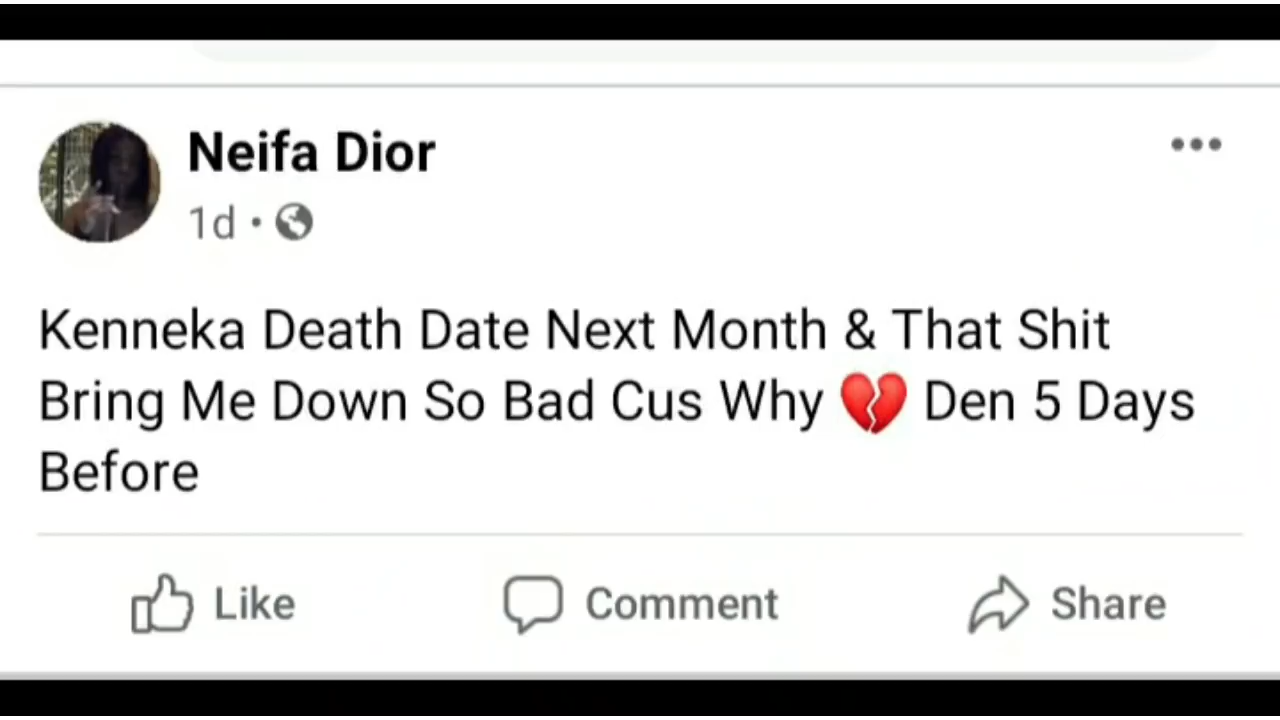 Neifa Dior
1d •
Kenneka Death Date Next Month & That Shit
Bring Me Down So Bad Cus Why 💔 Den 5 Days
Before
Like Comment Share